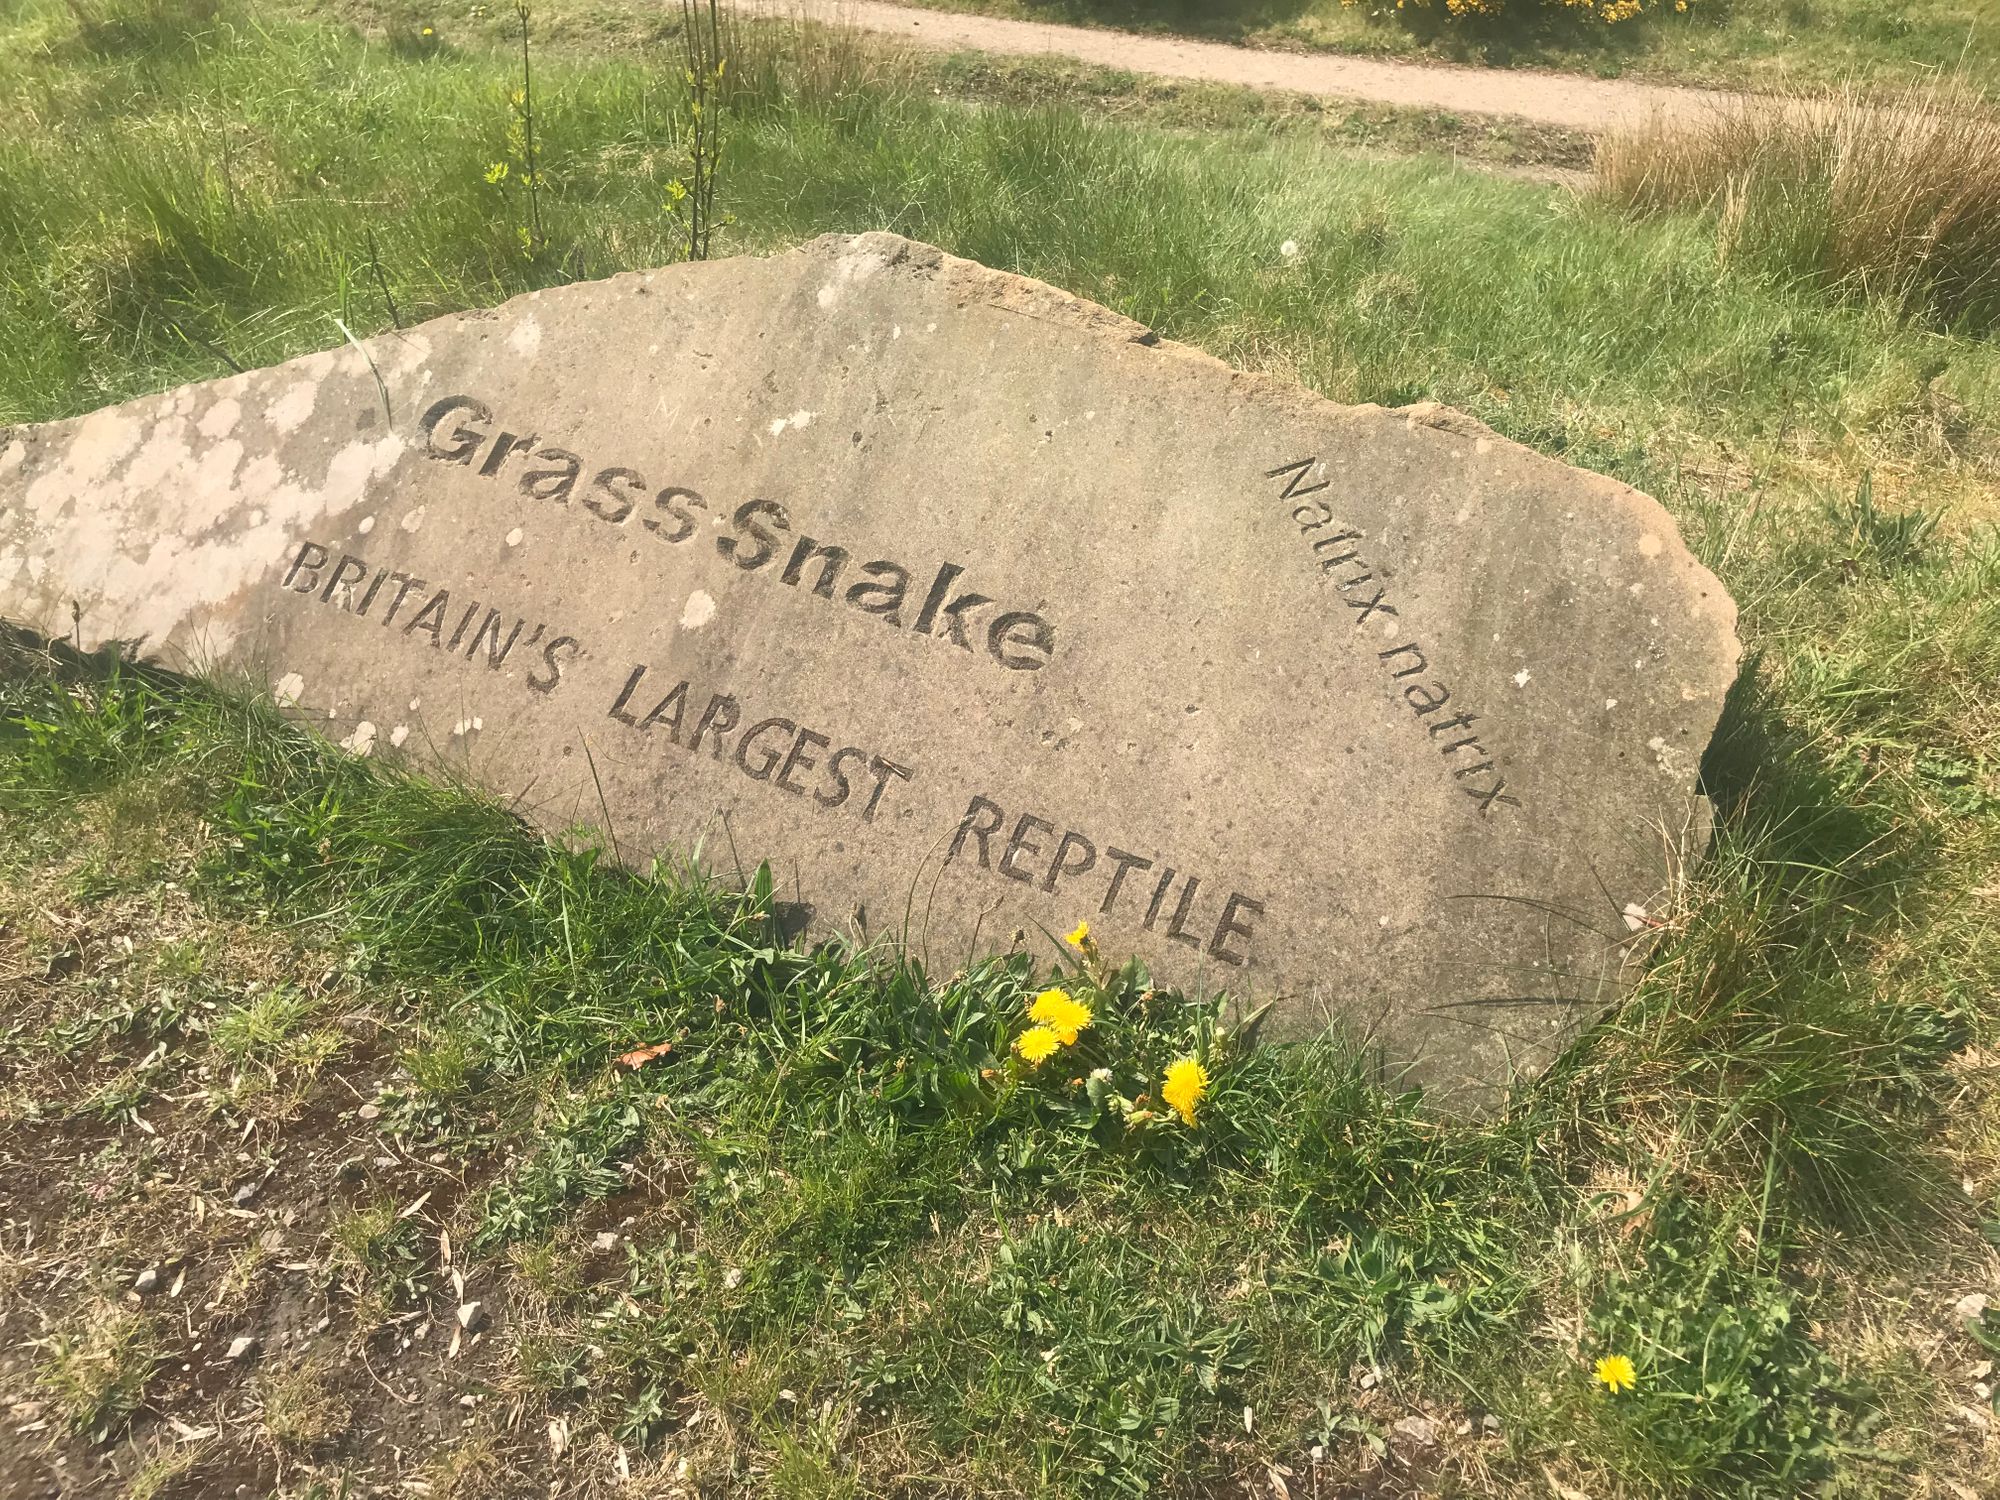 Grass Snake
BRITAIN'S LARGEST REPTILE
Natrix natrix